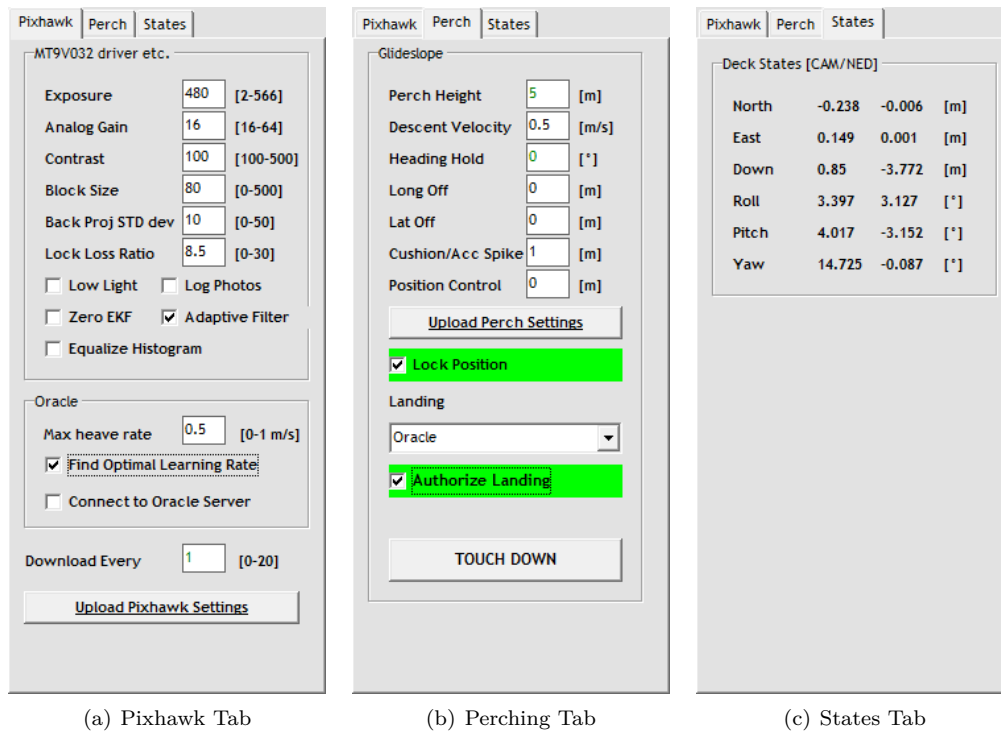 Pixhawk Perch States
MT9V032 driver etc.
Exposure 480 [2-566]
Analog Gain 16 [16-64]
Contrast 100 [100-500]
Block Size 80 [0-500]
Back Proj STD dev 10 [0-50]
Lock Loss Ratio 8.5 [0-30]
Low Light Log Photos
Zero EKF Adaptive Filter
Equalize Histogram
Oracle
Max heave rate 0.5 [0-1 m/s]
Find Optimal Learning Rate
Connect to Oracle Server
Download Every 1 [0-20]
Upload Pixhawk Settings
(a) Pixhawk Tab
Pixhawk Perch States
Glideslope
Perch Height 5 [m]
Descent Velocity 0.5 [m/s]
Heading Hold 0 [°]
Long Off 0 [m]
Lat Off 0 [m]
Cushion/Acc Spike 1 [m]
Position Control 0 [m]
Upload Perch Settings
Lock Position
Landing
Oracle
Authorize Landing
TOUCH DOWN
(b) Perching Tab
Pixhawk Perch States
Deck States [CAM/NED]
North -0.238 -0.006 [m]
East 0.149 0.001 [m]
Down 0.85 -3.772 [m]
Roll 3.397 3.127 [°]
Pitch 4.017 -3.152 [°]
Yaw 14.725 -0.087 [°]
(c) States Tab